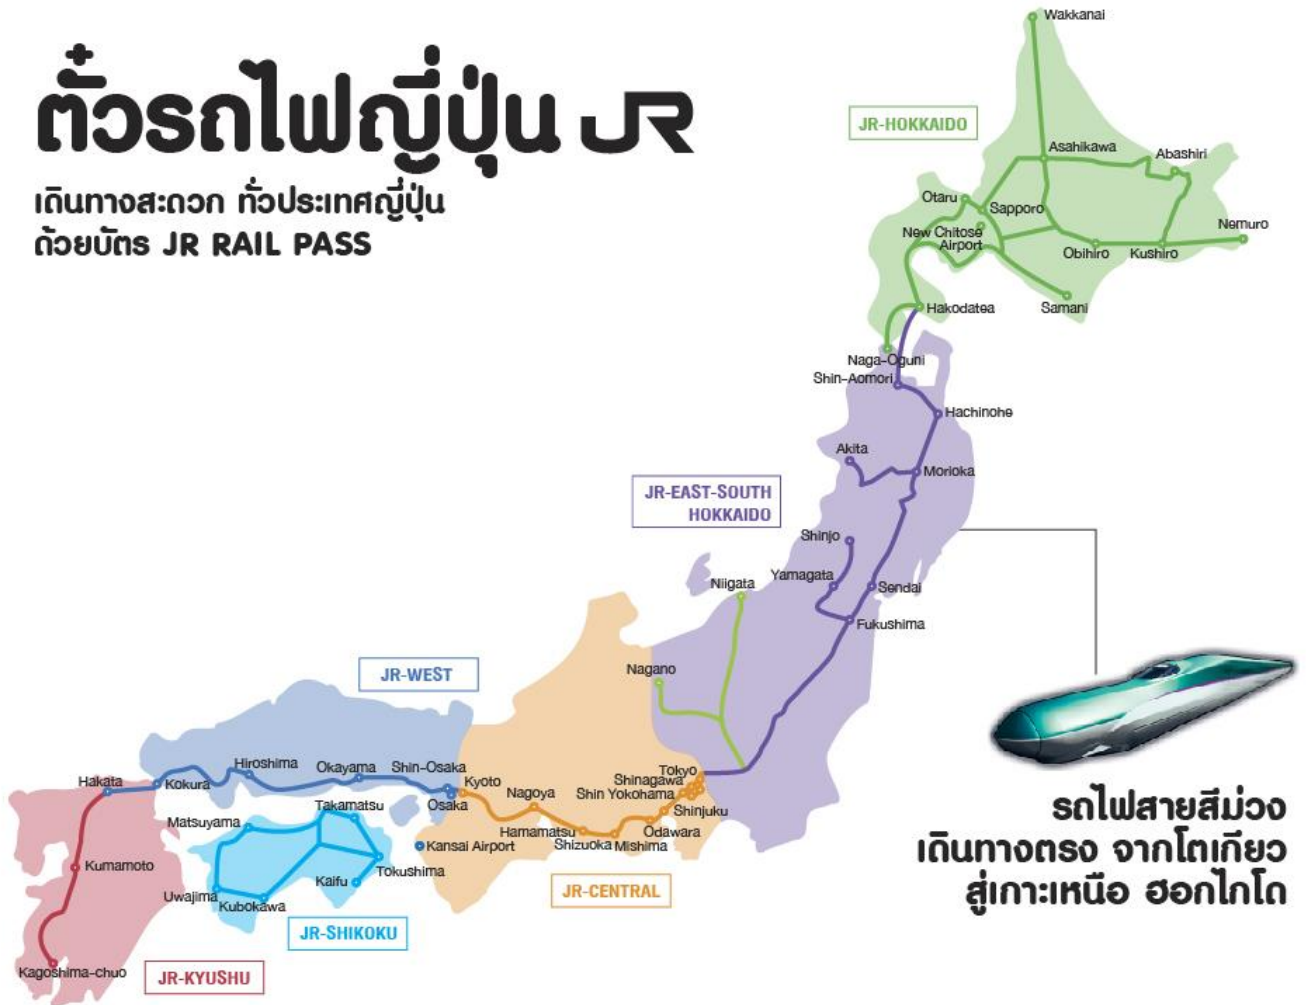 ตั๋วรถไฟญี่ปุ่น JR
เดินทางสะดวก ทั่วประเทศญี่ปุ่น
ด้วยบัตร JR RAIL PASS
Wakkanai
JR-HOKKAIDO
Asahikawa
Abashiri
Otaru
Sapporo
New Chitose
Airport
Nemuro
Obihiro
Kushiro
Samani
Hakodatea
Naga-Oguni
Shin-Aomori
Hachinohe
Akita
Morioka
JR-EAST-SOUTH
HOKKAIDO
Shinjo
Yamagata
Niigata
Sendai
Fukushima
Nagano
JR-WEST
Tokyo
Shinagawa
Shin Yokohama
Shinjuku
Odawara
Mishima
Shizuoka
Hamamatsu
Nagoya
Kyoto
Shin-Osaka
Osaka
Okayama
Hiroshima
Kokura
Hakata
Takamatsu
Matsuyama
Kansai Airport
Tokushima
Kaifu
Uwajima
Kubokawa
Kumamoto
Kagoshima-chuo
JR-CENTRAL
JR-SHIKOKU
JR-KYUSHU
รถไฟสายสีม่วง
เดินทางตรง จากโตเกียว
สู่เกาะเหนือ ฮอกไกโด